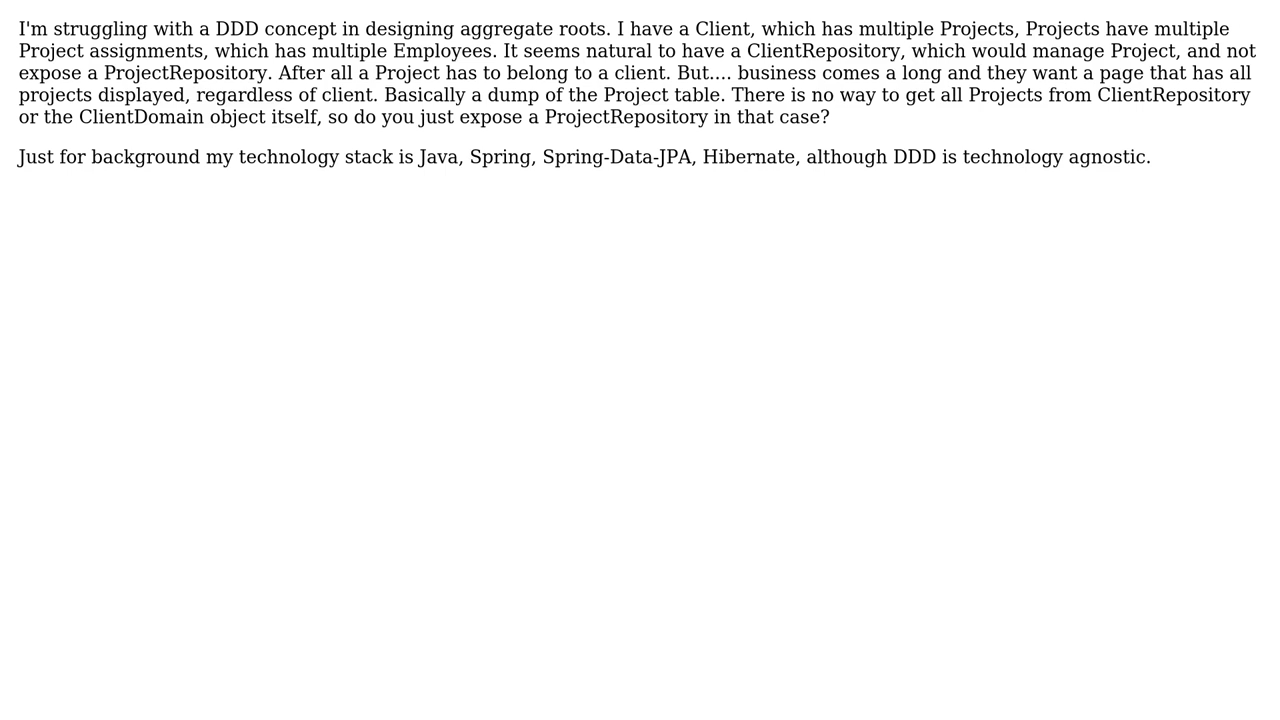 I'm struggling with a DDD concept in designing aggregate roots. I have a Client, which has multiple Projects, Projects have multiple
Project assignments, which has multiple Employees. It seems natural to have a ClientRepository, which would manage Project, and not
expose a ProjectRepository. After all a Project has to belong to a client. But.... business comes a long and they want a page that has all
projects displayed, regardless of client. Basically a dump of the Project table. There is no way to get all Projects from ClientRepository
or the ClientDomain object itself, so do you just expose a ProjectRepository in that case?
Just for background my technology stack is Java, Spring, Spring-Data-JPA, Hibernate, although DDD is technology agnostic.